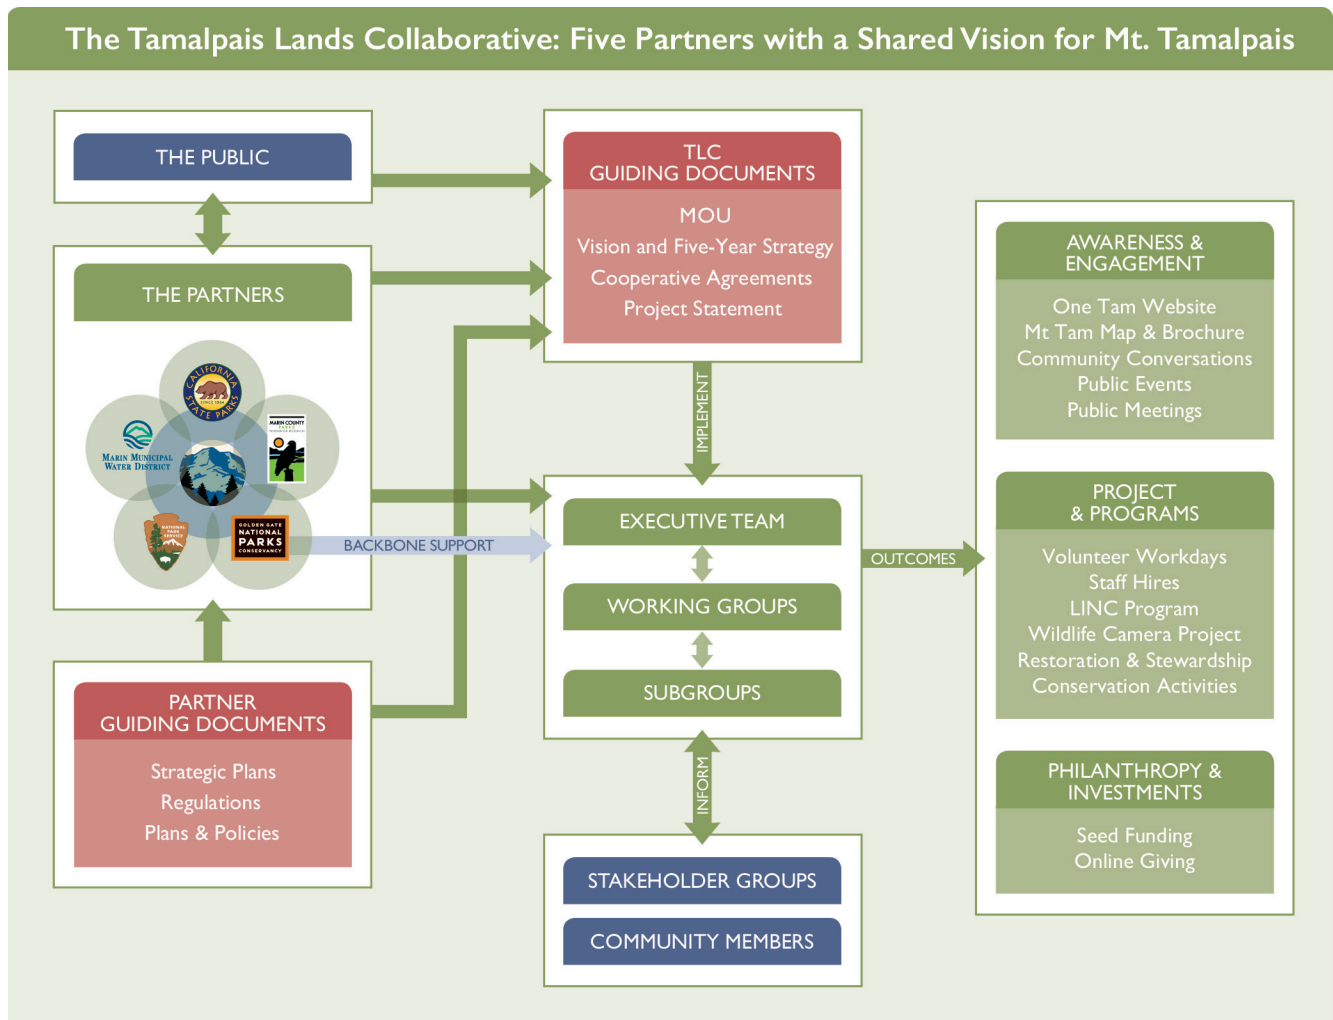 The Tamalpais Lands Collaborative: Five Partners with a Shared Vision for Mt. Tamalpais
THE PUBLIC
THE PARTNERS
CALIFORNIA
STATE PARKS
SINCE 1864
MARIN MUNICIPAL
WATER DISTRICT
MARIN COUNTY
PARKS
NATIONAL
PARK
SERVICE
GOLDEN GATE
NATIONAL
PARKS
CONSERVANCY
BACKBONE SUPPORT
PARTNER
GUIDING DOCUMENTS
Strategic Plans
Regulations
Plans & Policies
TLC
GUIDING DOCUMENTS
MOU
Vision and Five-Year Strategy
Cooperative Agreements
Project Statement
IMPLEMENT
EXECUTIVE TEAM
WORKING GROUPS
SUBGROUPS
INFORM
STAKEHOLDER GROUPS
COMMUNITY MEMBERS
OUTCOMES
AWARENESS &
ENGAGEMENT
One Tam Website
Mt Tam Map & Brochure
Community Conversations
Public Events
Public Meetings
PROJECT
& PROGRAMS
Volunteer Workdays
Staff Hires
LINC Program
Wildlife Camera Project
Restoration & Stewardship
Conservation Activities
PHILANTHROPY &
INVESTMENTS
Seed Funding
Online Giving